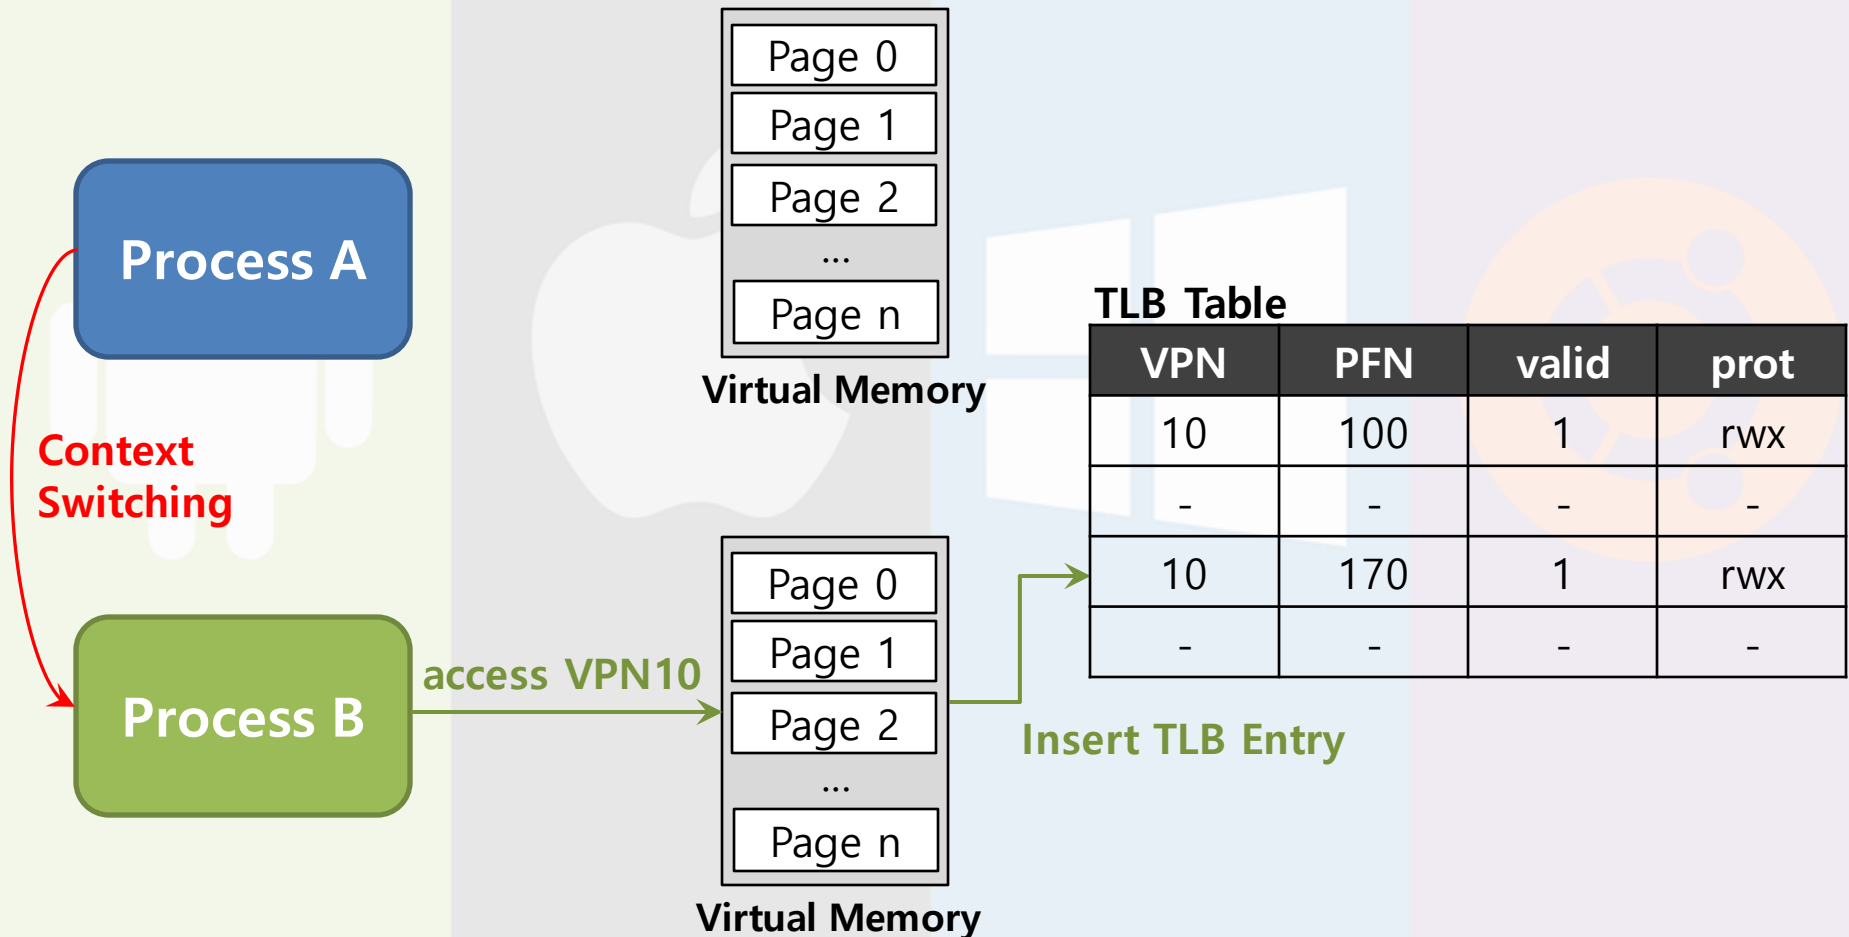 Page 0
Page 1
Page 2
...
Page n
Virtual Memory
Process A
Context
Switching
Process B
access VPN10
Page 0
Page 1
Page 2
...
Page n
Virtual Memory
Insert TLB Entry
TLB Table
VPN PFN valid prot
10 100 1 rwx
- - - -
10 170 1 rwx
- - - -